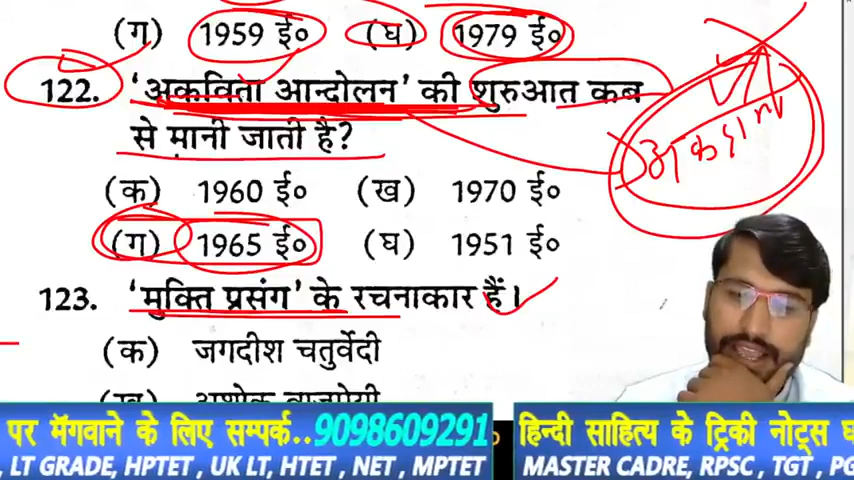 (ग) 1959 ई० (घ) 1979 ई०
122. 'अकविता आन्दोलन' की शुरुआत कब
से मानी जाती है?
(क) 1960 ई० (ख) 1970 ई०
(ग) 1965 ई० (घ) 1951 ई०
123. 'मुक्ति प्रसंग' के रचनाकार हैं।
(क) जगदीश चतुर्वेदी
पर मॅगवाने के लिए सम्पर्क..9098609291 हिन्दी साहित्य के ट्रिकी नोट्स
, LT GRADE, HPTET , UK LT, HTET , NET , MPTET MASTER CADRE, RPSC , TGT , PG